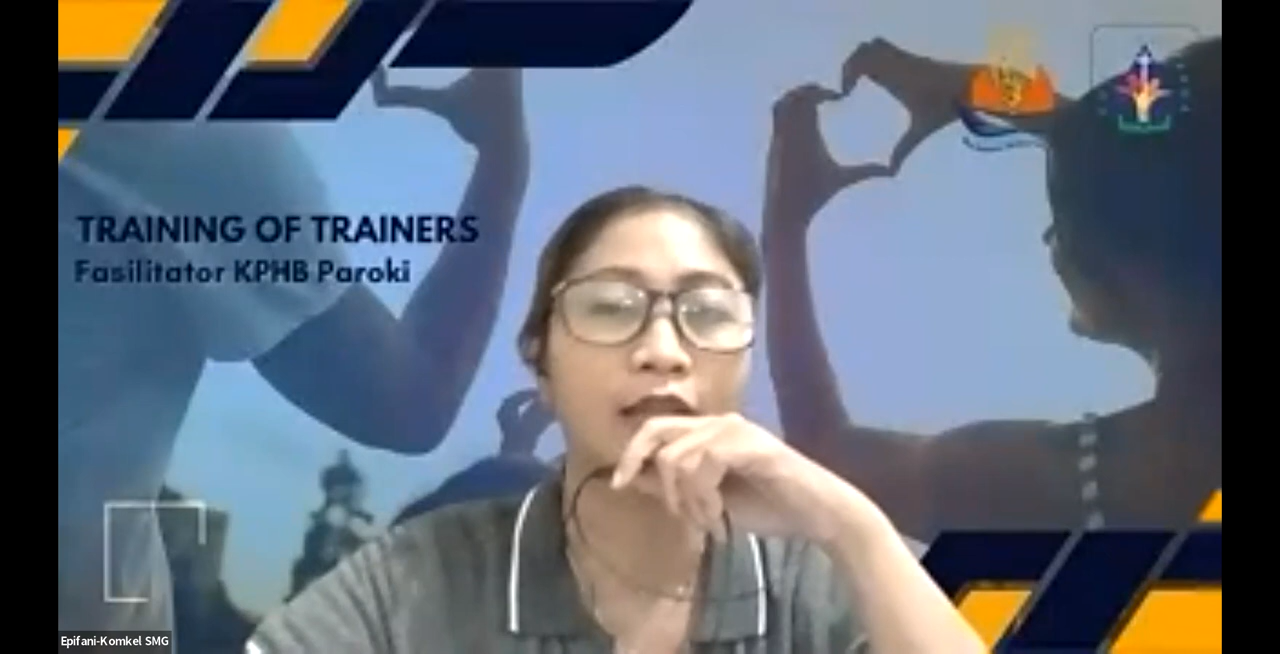 TRAINING OF TRAINERS
Fasilitator KPHB Paroki
Epifani-Komkel SMG